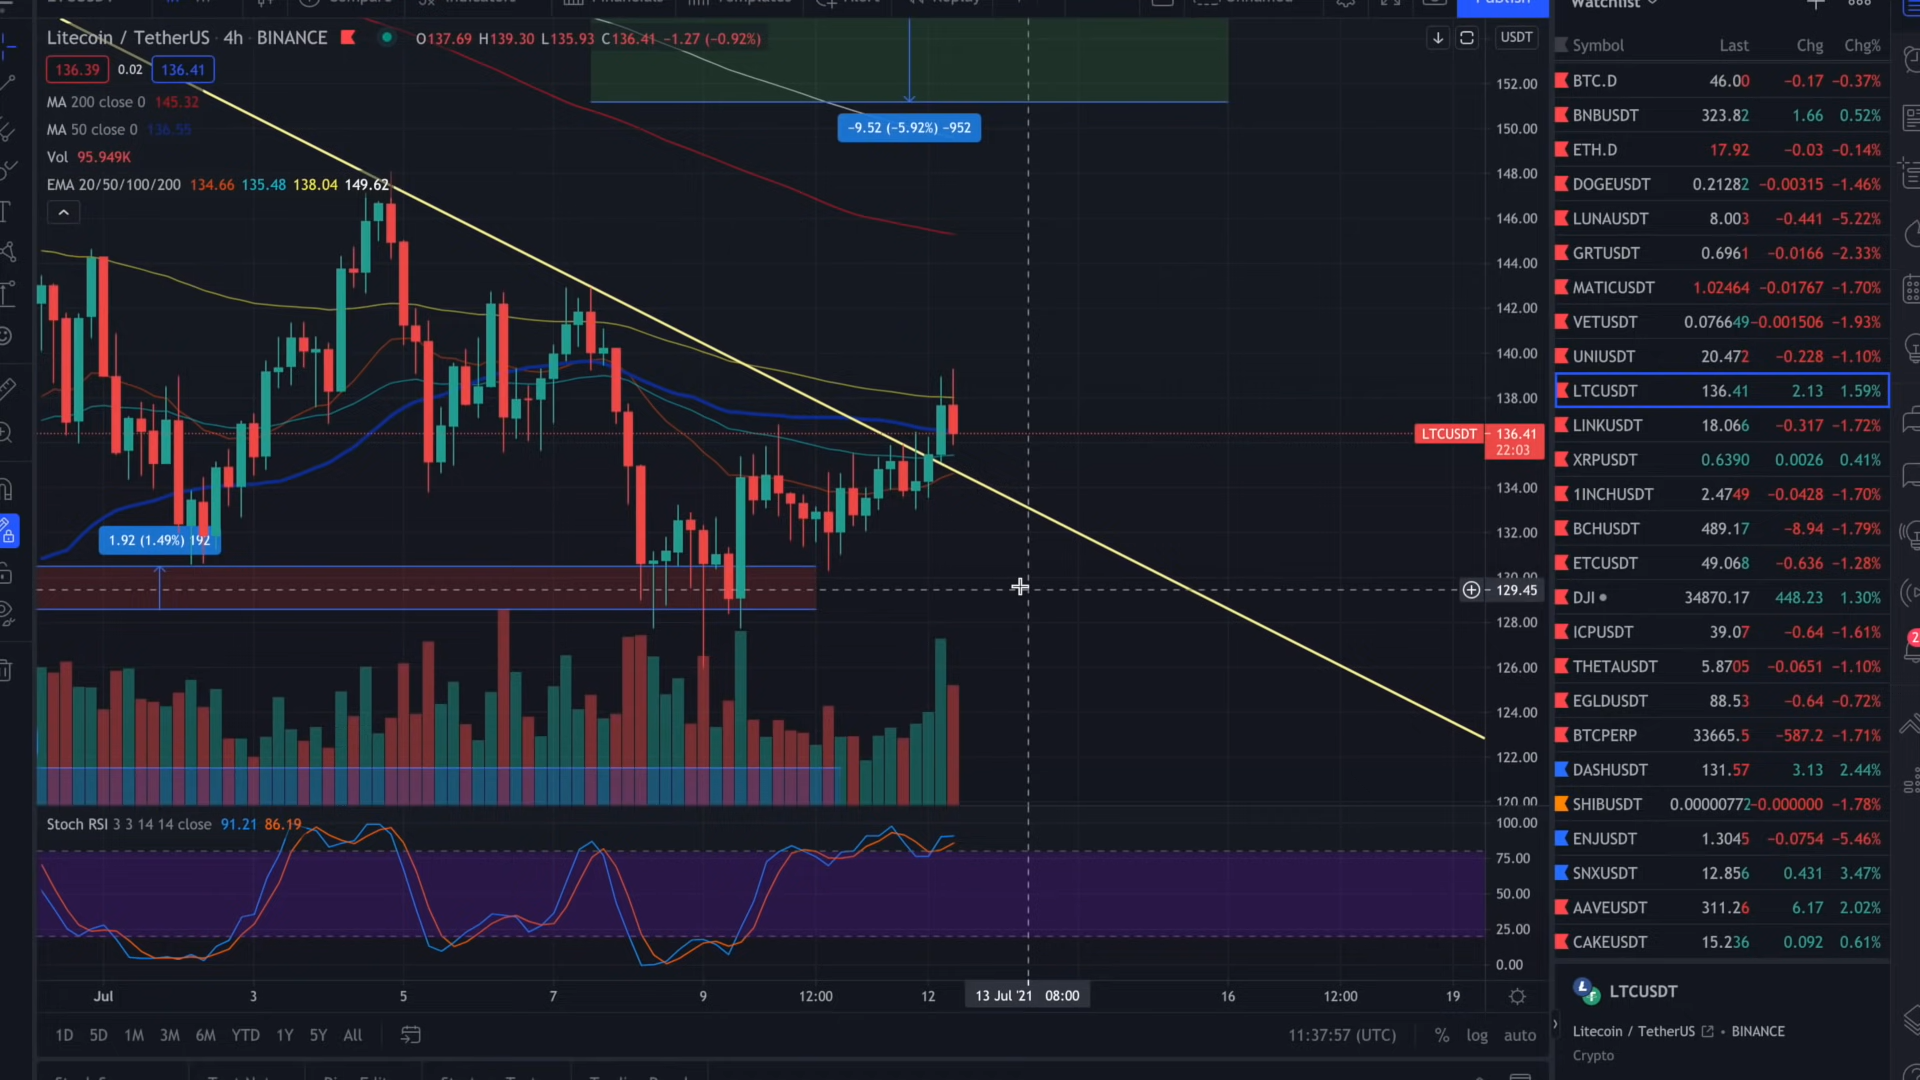 Compare
Indicators
Financials
Templates
Alert
Replay
Unnamed
Publish
Litecoin / TetherUS · 4h · BINANCE
O137.69 H139.30 L135.93 C136.41 −1.27 (−0.92%)
136.39 0.02 136.41
MA 200 close 0 145.32
MA 50 close 0 136.55
Vol 95.949K
EMA 20/50/100/200 134.66 135.48 138.04 149.62
−9.52 (−5.92%) −952
1.92 (1.49%) 192
USDT
152.00
150.00
148.00
146.00
144.00
142.00
140.00
138.00
LTCUSDT 136.41
22:03
134.00
132.00
130.00
129.45
128.00
126.00
124.00
122.00
120.00
Stoch RSI 3 3 14 14 close 91.21 86.19
100.00
75.00
50.00
25.00
0.00
Jul 3 5 7 9 12:00 12 13 Jul '21 08:00 16 12:00 19
1D 5D 1M 3M 6M YTD 1Y 5Y All
11:37:57 (UTC) % log auto
Watchlist
Symbol Last Chg Chg%
BTC.D 46.00 −0.17 −0.37%
BNBUSDT 323.82 1.66 0.52%
ETH.D 17.92 −0.03 −0.14%
DOGEUSDT 0.21282 −0.00315 −1.46%
LUNAUSDT 8.003 −0.441 −5.22%
GRTUSDT 0.6961 −0.0166 −2.33%
MATICUSDT 1.02464 −0.01767 −1.70%
VETUSDT 0.076649 −0.001506 −1.93%
UNIUSDT 20.472 −0.228 −1.10%
LTCUSDT 136.41 2.13 1.59%
LINKUSDT 18.066 −0.317 −1.72%
XRPUSDT 0.6390 0.0026 0.41%
1INCHUSDT 2.4749 −0.0428 −1.70%
BCHUSDT 489.17 −8.94 −1.79%
ETCUSDT 49.068 −0.636 −1.28%
DJI 34870.17 448.23 1.30%
ICPUSDT 39.07 −0.64 −1.61%
THETAUSDT 5.8705 −0.0651 −1.10%
EGLDUSDT 88.53 −0.64 −0.72%
BTCPERP 33665.5 −587.2 −1.71%
DASHUSDT 131.57 3.13 2.44%
SHIBUSDT 0.00000772 −0.000000 −1.78%
ENJUSDT 1.3045 −0.0754 −5.46%
SNXUSDT 12.856 0.431 3.47%
AAVEUSDT 311.26 6.17 2.02%
CAKEUSDT 15.236 0.092 0.61%
LTCUSDT
Litecoin / TetherUS • BINANCE
Crypto
2